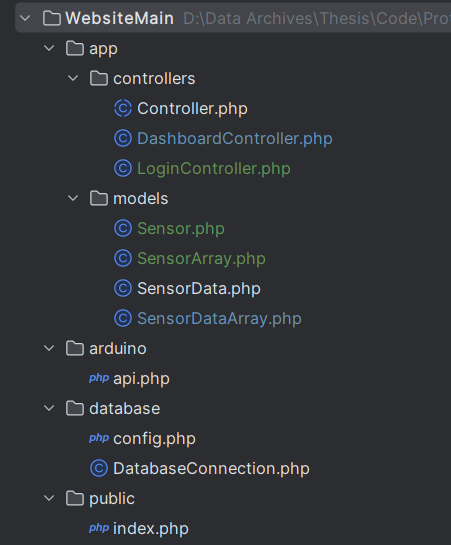 WebsiteMain D:\Data Archives\Thesis\Code\Pro
app
controllers
Controller.php
DashboardController.php
LoginController.php
models
Sensor.php
SensorArray.php
SensorData.php
SensorDataArray.php
arduino
php api.php
database
php config.php
DatabaseConnection.php
public
php index.php